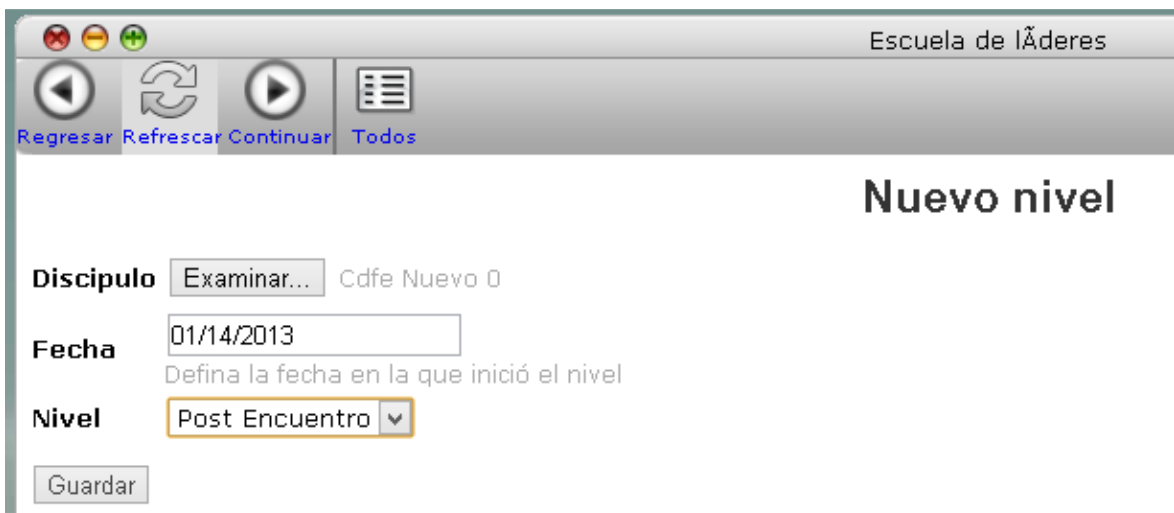 Escuela de lÃderes
Regresar Refrescar Continuar Todos
Nuevo nivel
Discipulo Examinar... Cdfe Nuevo 0
Fecha 01/14/2013
Defina la fecha en la que inició el nivel
Nivel Post Encuentro
Guardar